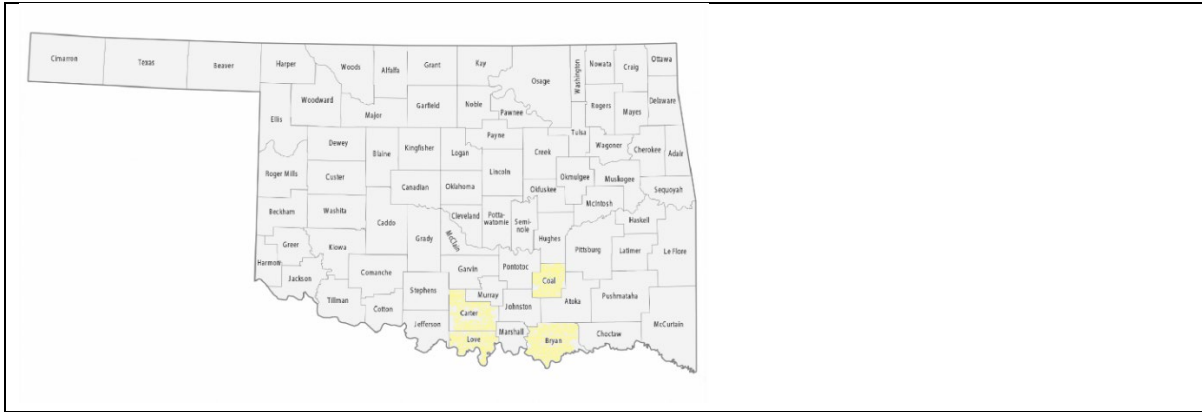 Cimarron
Texas
Beaver
Harper
Woods
Alfalfa
Grant
Kay
Osage
Washington
Nowata
Craig
Ottawa
Ellis
Woodward
Major
Garfield
Noble
Pawnee
Rogers
Mayes
Delaware
Dewey
Blaine
Kingfisher
Logan
Payne
Creek
Tulsa
Wagoner
Cherokee
Adair
Roger Mills
Custer
Canadian
Oklahoma
Lincoln
Okfuskee
Okmulgee
Muskogee
Sequoyah
McIntosh
Beckham
Washita
Caddo
Grady
McClain
Cleveland
Potta-
watomie
Semi-
nole
Hughes
Pittsburg
Haskell
Latimer
Le Flore
Greer
Kiowa
Harmon
Jackson
Comanche
Garvin
Pontotoc
Coal
Tillman
Cotton
Stephens
Murray
Carter
Johnston
Atoka
Pushmataha
McCurtain
Jefferson
Love
Marshall
Bryan
Choctaw